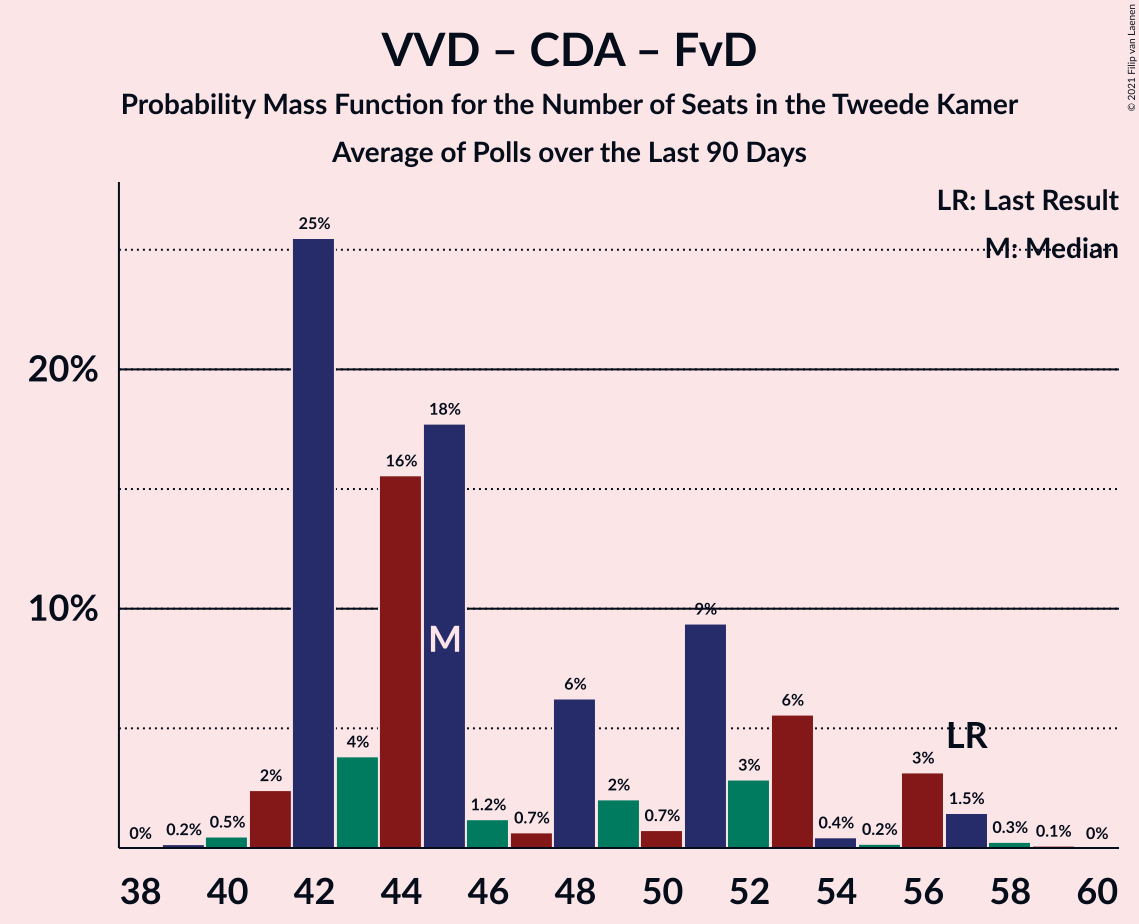 VVD – CDA – FvD
Probability Mass Function for the Number of Seats in the Tweede Kamer
Average of Polls over the Last 90 Days
© 2021 Filip van Laenen
LR: Last Result
M: Median
20%
10%
0% 0.2% 0.5% 2% 25% 4% 16% 18% 1.2% 0.7% 6% 2% 0.7% 9% 3% 6% 0.4% 0.2% 3% 1.5% 0.3% 0.1% 0%
M
LR
38 40 42 44 46 48 50 52 54 56 58 60